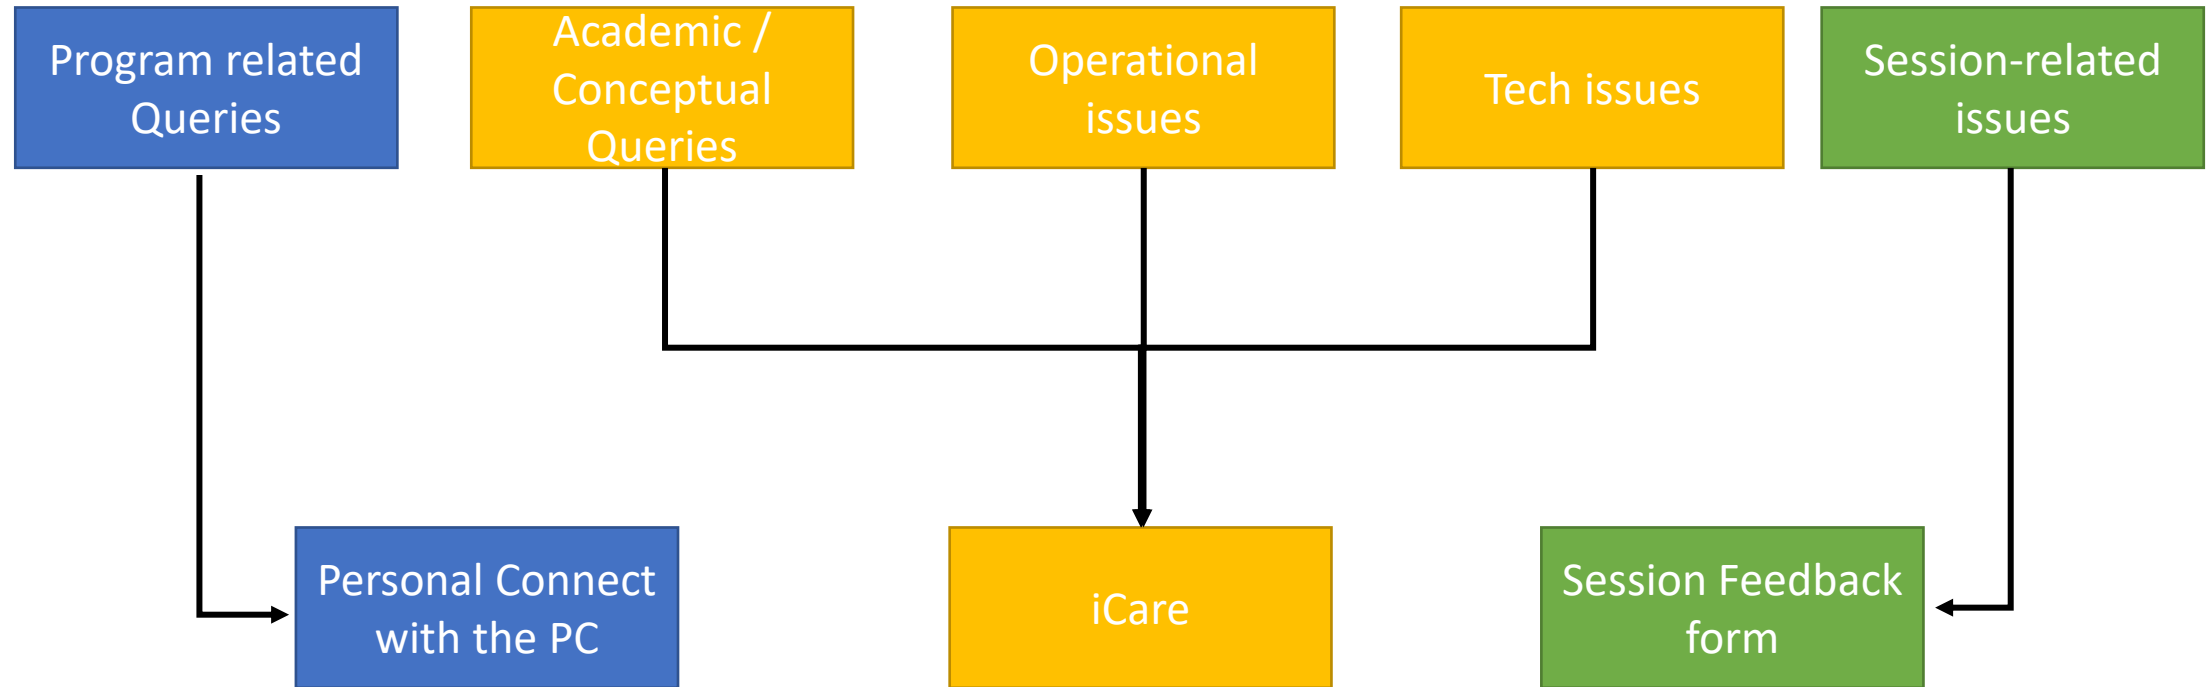 Program related
Queries
Academic /
Conceptual
Queries
Operational
issues
Tech issues
Session-related
issues
Personal Connect
with the PC
iCare
Session Feedback
form